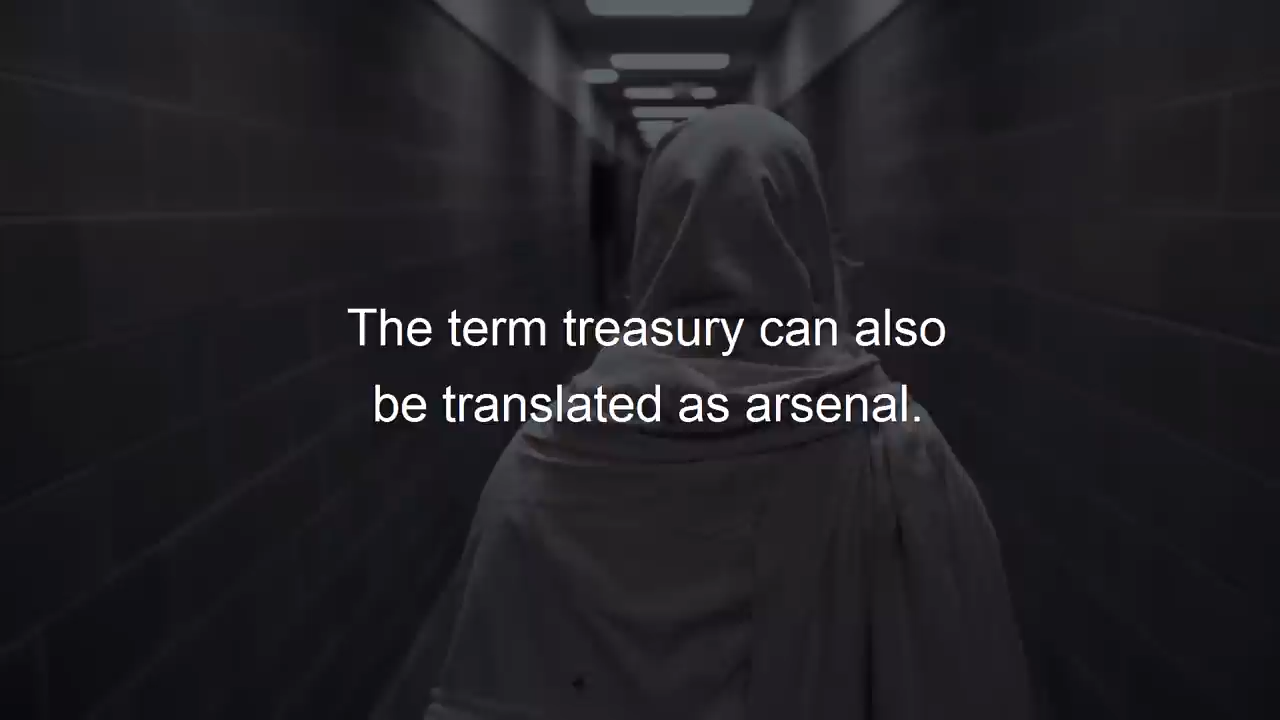 The term treasury can also
be translated as arsenal.